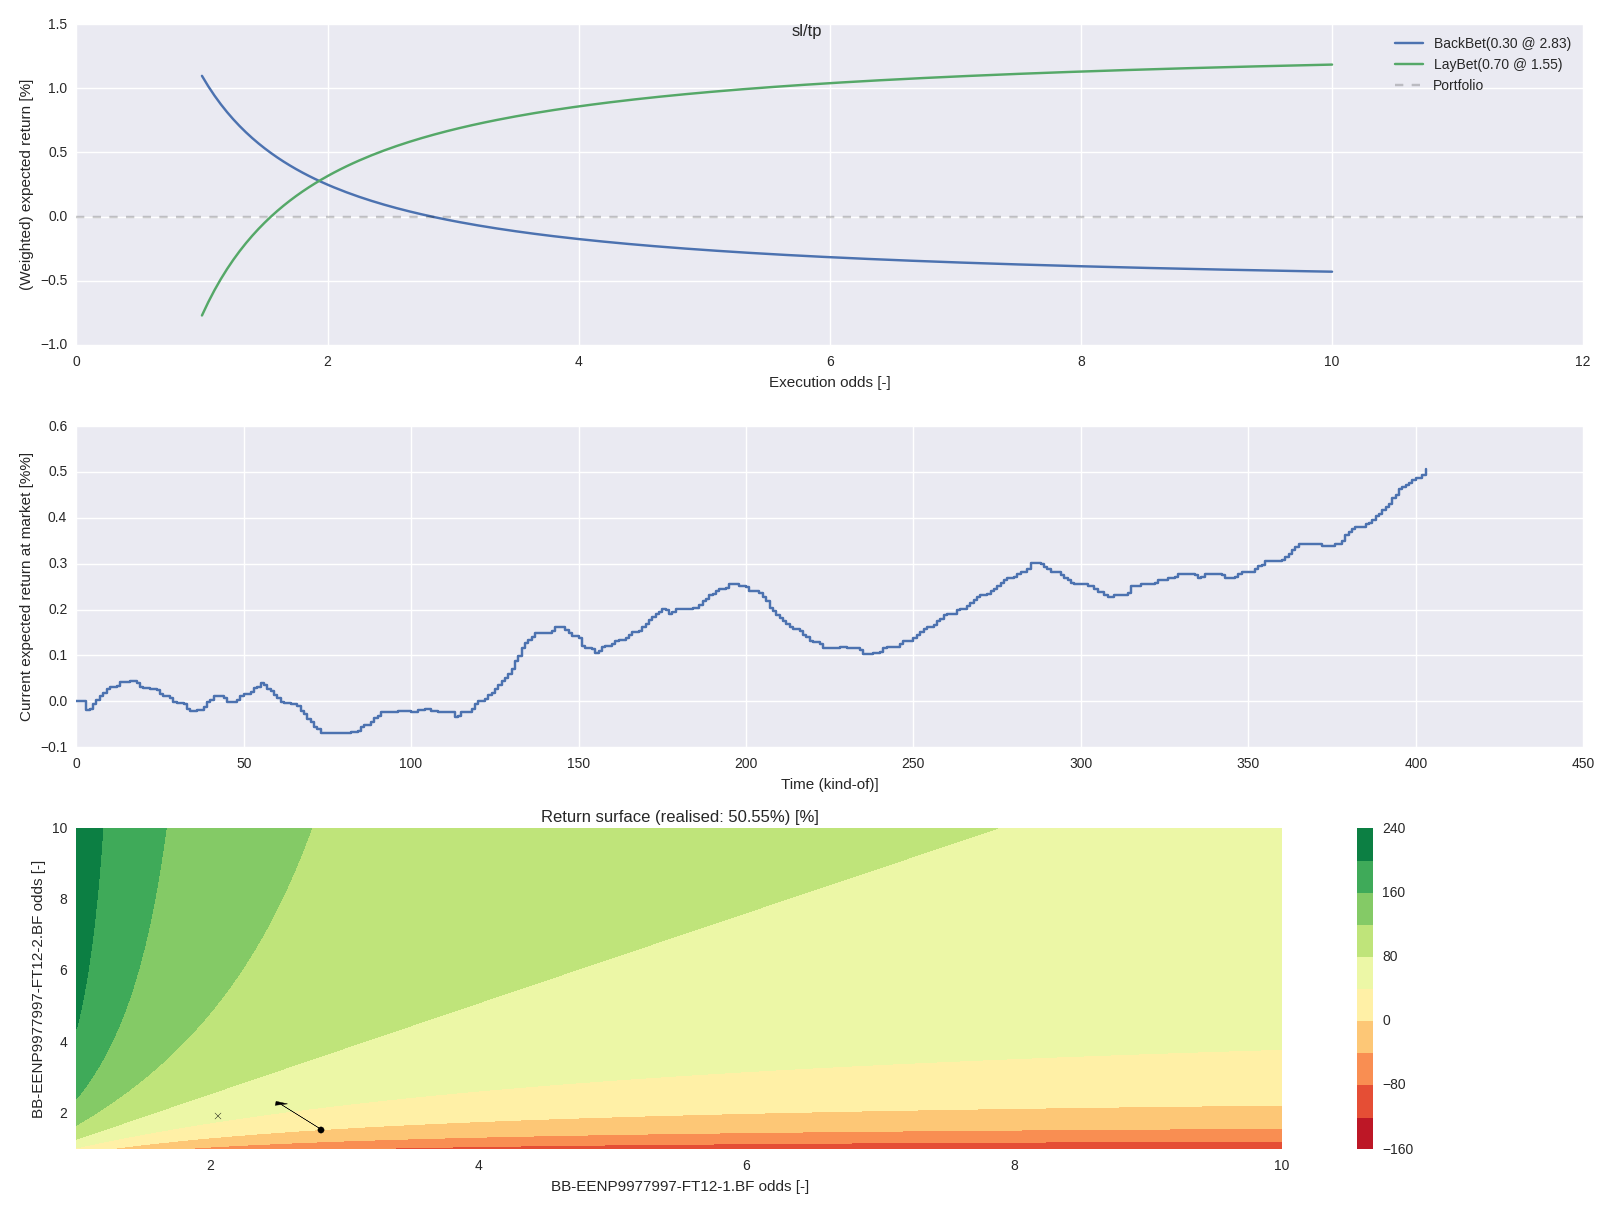 sl/tp
BackBet(0.30 @ 2.83)
LayBet(0.70 @ 1.55)
Portfolio
(Weighted) expected return [%]
1.5
1.0
0.5
0.0
−0.5
−1.0
0 2 4 6 8 10 12
Execution odds [-]
Current expected return at market [%%]
0.6
0.5
0.4
0.3
0.2
0.1
0.0
−0.1
0 50 100 150 200 250 300 350 400 450
Time (kind-of)]
Return surface (realised: 50.55%) [%]
BB-EENP9977997-FT12-2.BF odds [-]
10
8
6
4
2
2 4 6 8 10
BB-EENP9977997-FT12-1.BF odds [-]
240
160
80
0
−80
−160